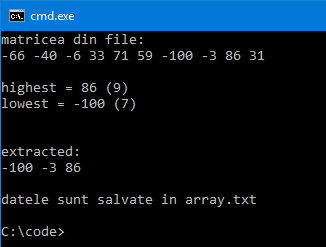 cmd.exe
matricea din file:
-66 -40 -6 33 71 59 -100 -3 86 31
highest = 86 (9)
lowest = -100 (7)
extracted:
-100 -3 86
datele sunt salvate in array.txt
C:\code>